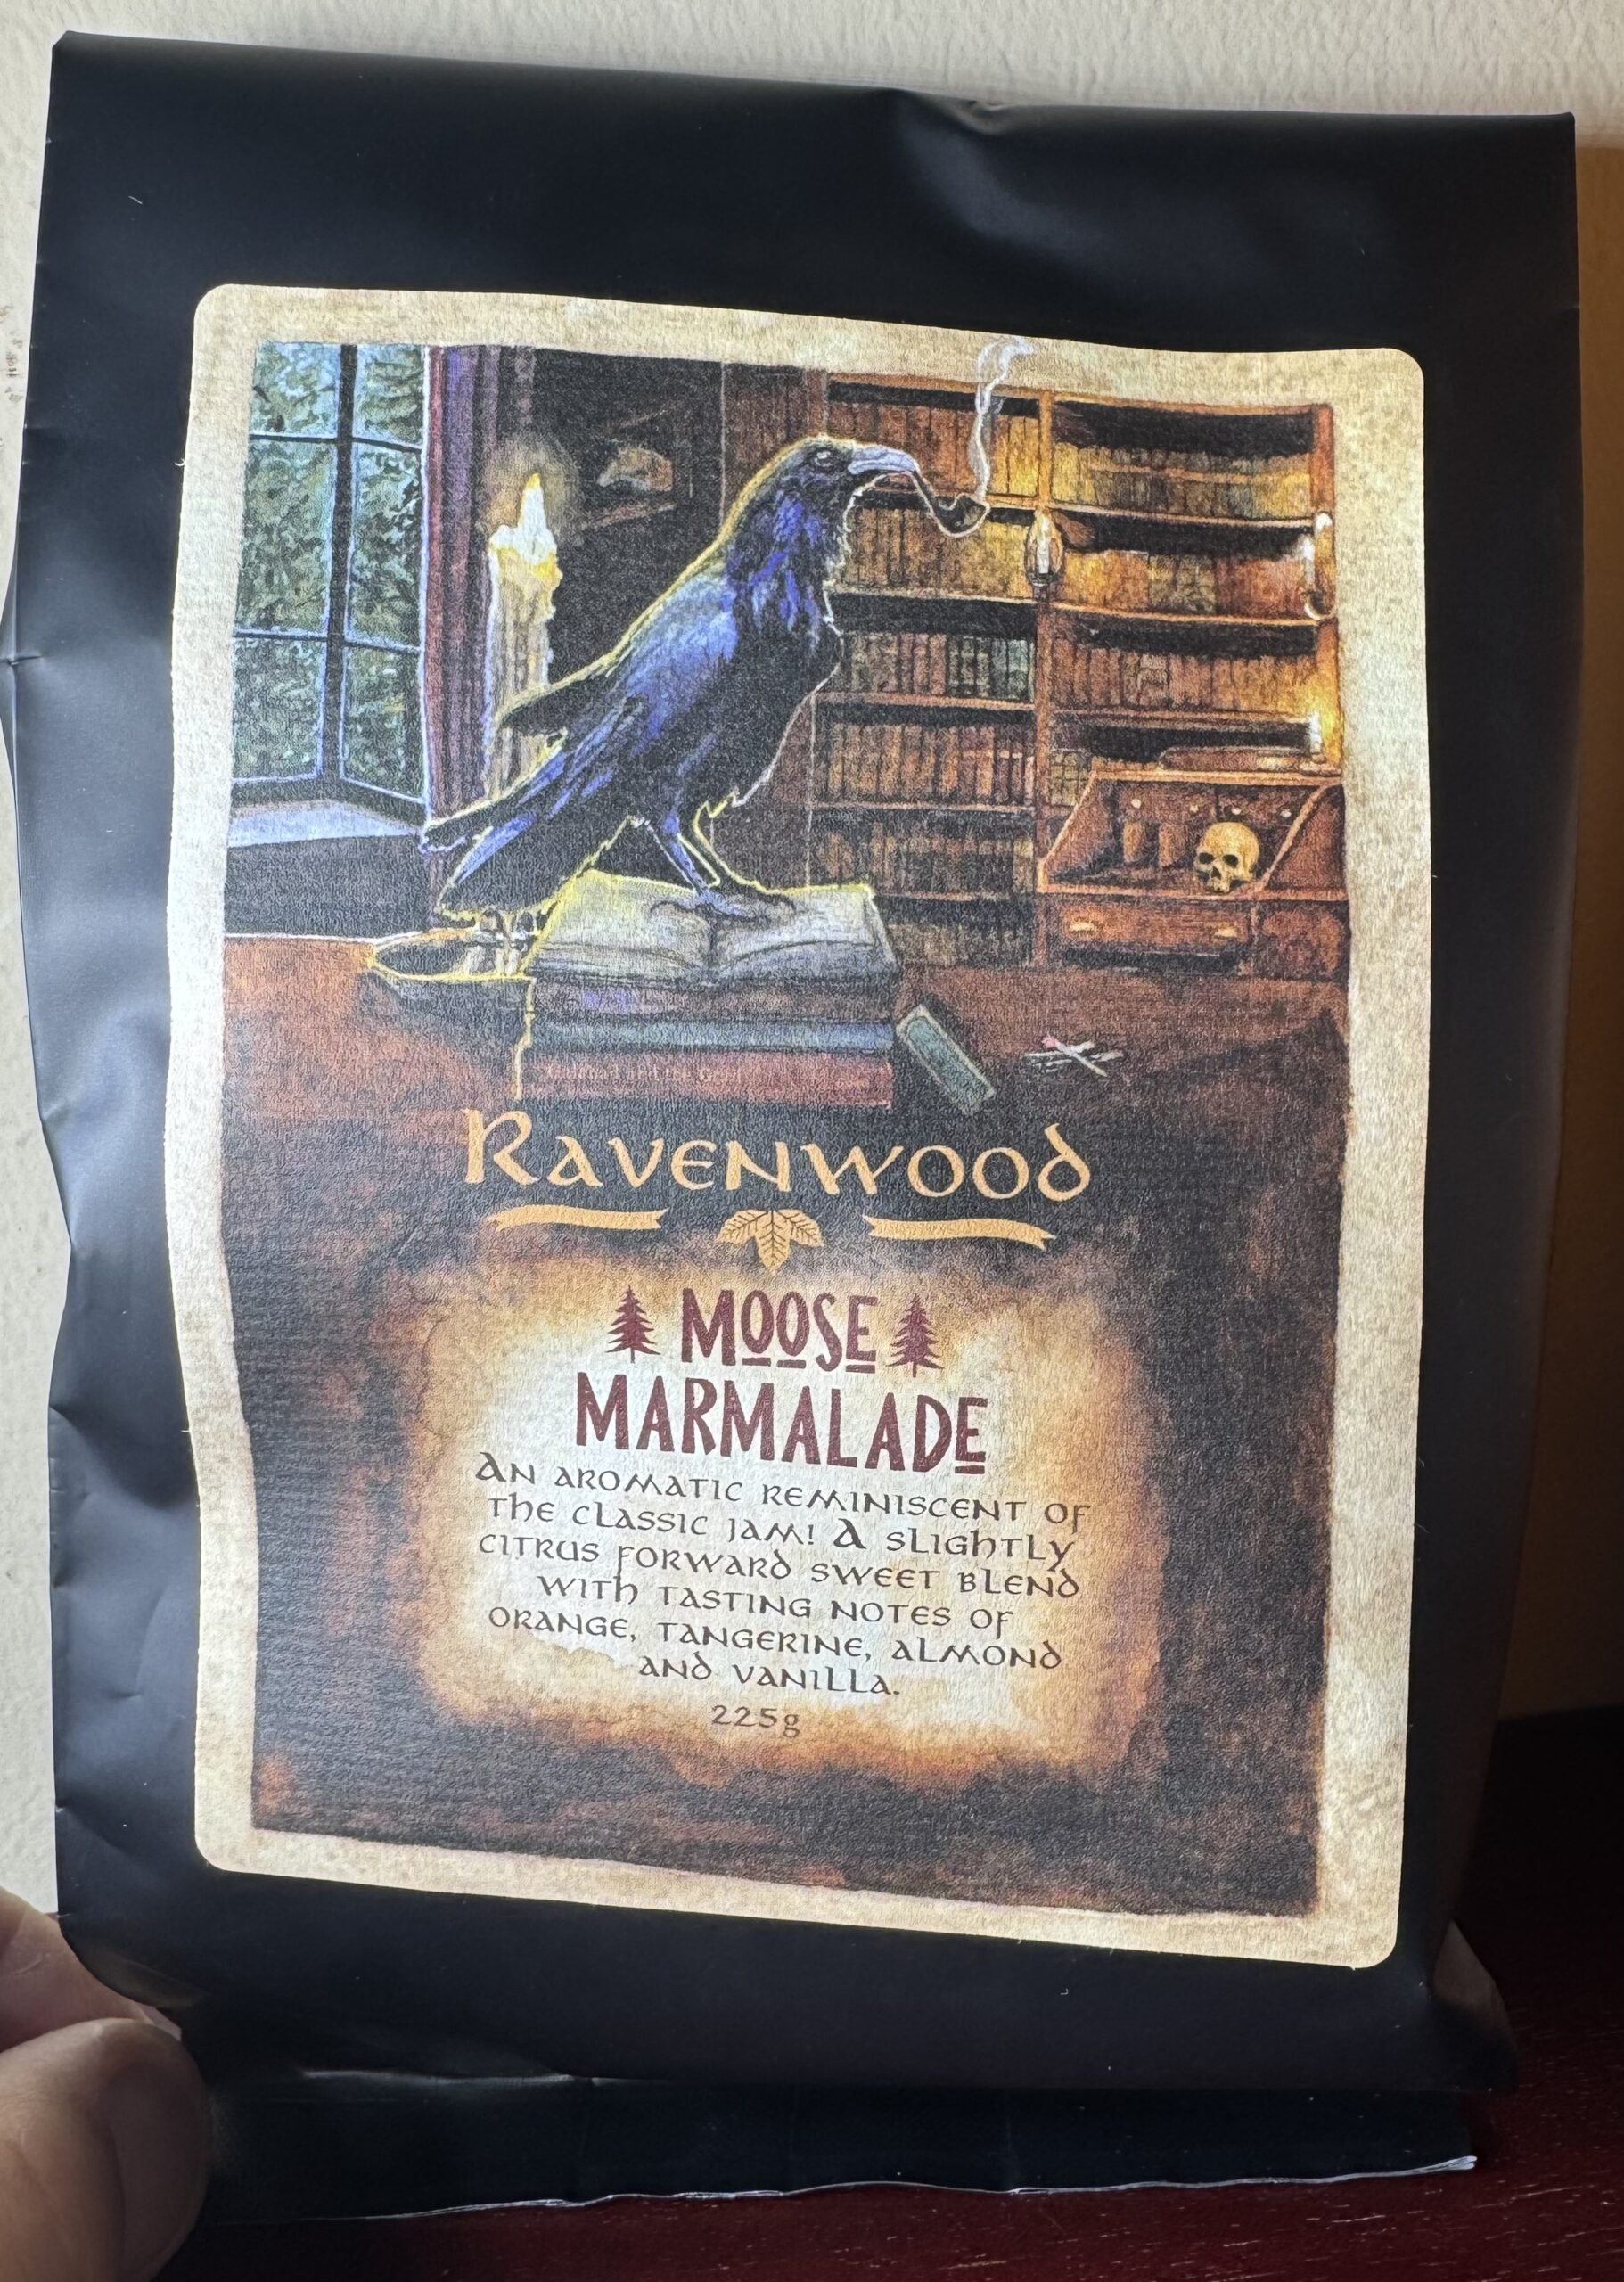 Ravenwood
MOOSE
MARMALADE
An aromatic reminiscent of
the classic jam! A slightly
citrus forward sweet blend
with tasting notes of
orange, tangerine, almond
and vanilla.
225g